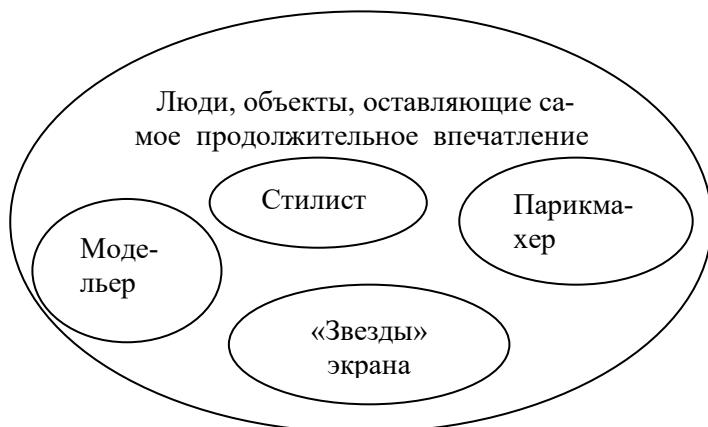 Люди, объекты, оставляющие са-
мое продолжительное впечатление
Стилист
Парикма-
хер
Моде-
льер
«Звезды»
экрана